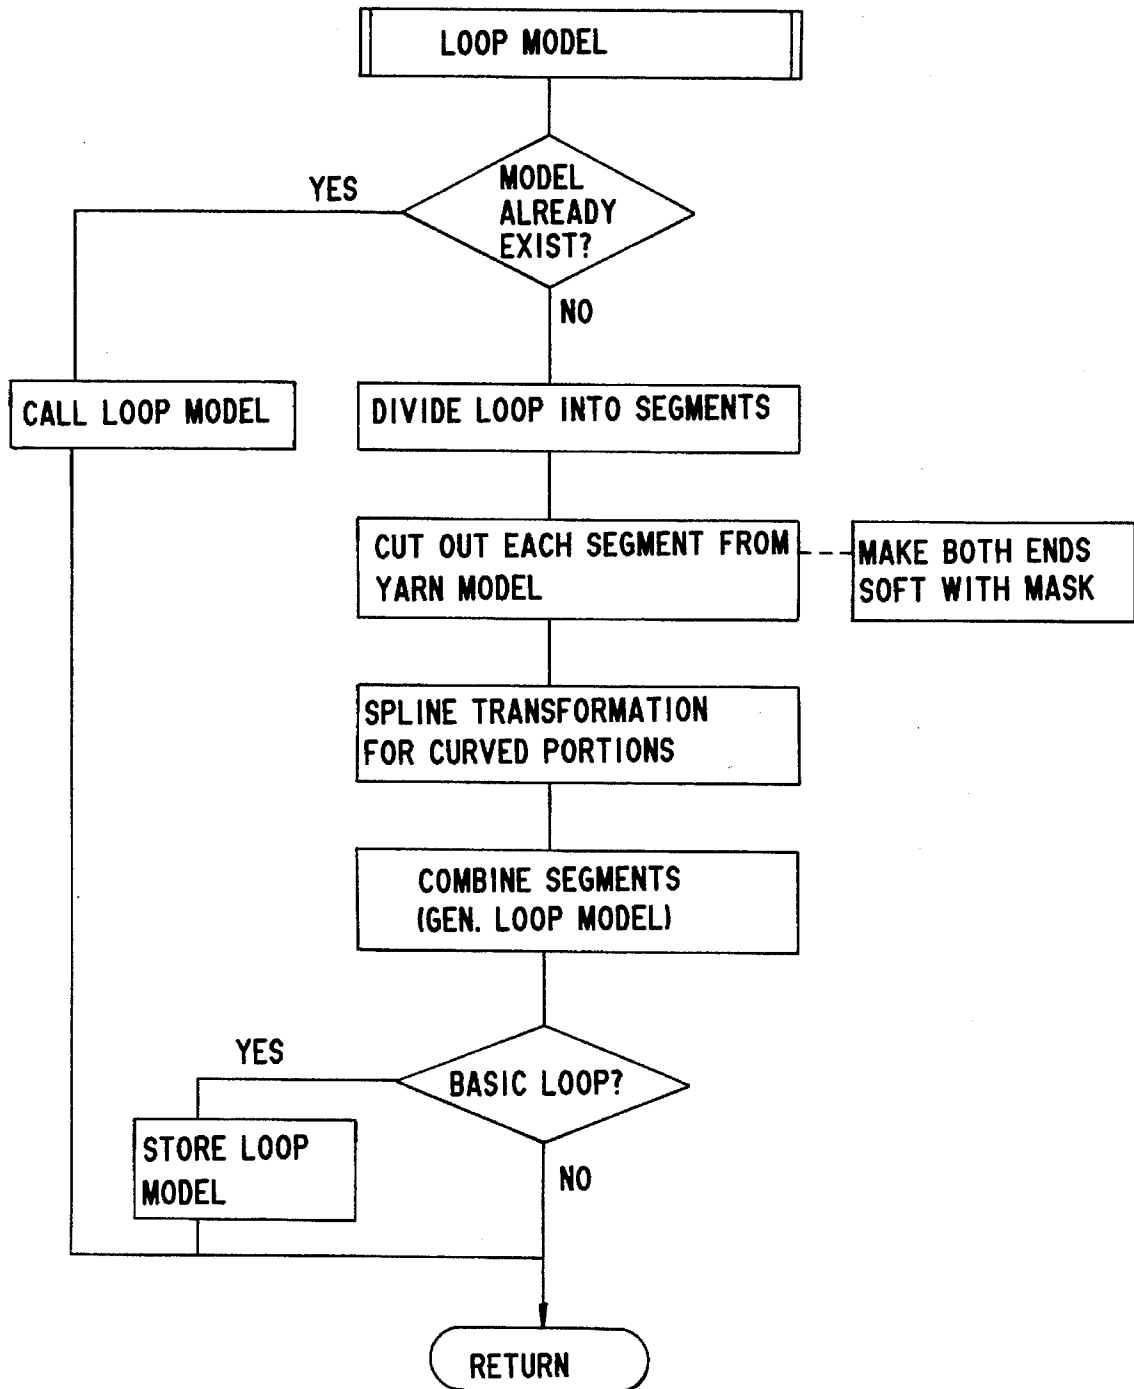 LOOP MODEL
MODEL
ALREADY
EXIST?
YES
NO
CALL LOOP MODEL
DIVIDE LOOP INTO SEGMENTS
CUT OUT EACH SEGMENT FROM
YARN MODEL
MAKE BOTH ENDS
SOFT WITH MASK
SPLINE TRANSFORMATION
FOR CURVED PORTIONS
COMBINE SEGMENTS
(GEN. LOOP MODEL)
YES
BASIC LOOP?
STORE LOOP
MODEL
NO
RETURN